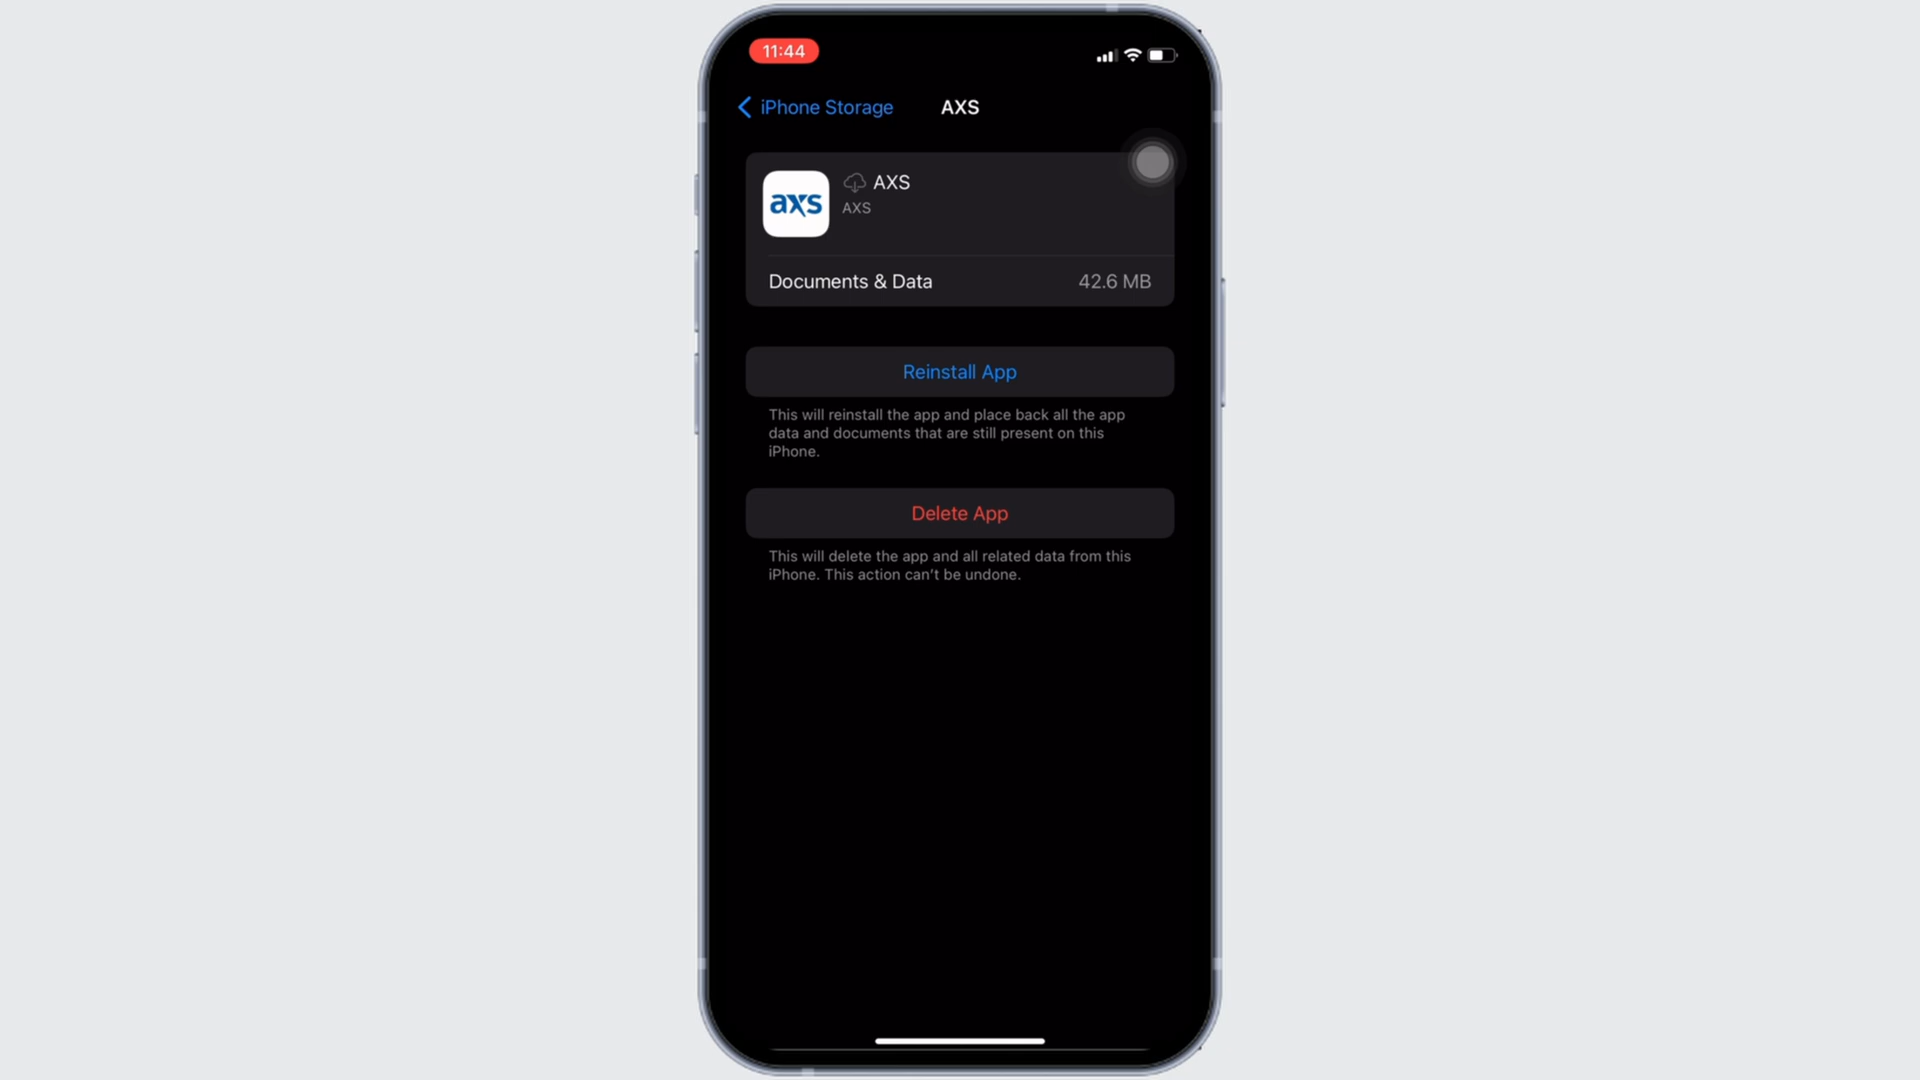 11:44
iPhone Storage
AXS
axs
AXS
AXS
Documents & Data
42.6 MB
Reinstall App
This will reinstall the app and place back all the app
data and documents that are still present on this
iPhone.
Delete App
This will delete the app and all related data from this
iPhone. This action can't be undone.